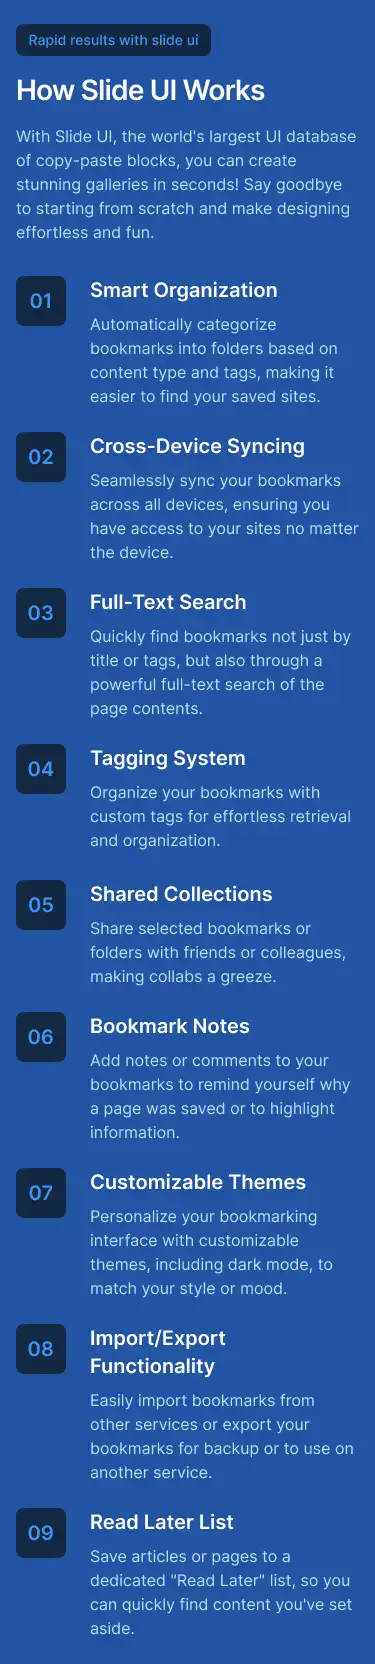 Rapid results with slide ui
How Slide UI Works
With Slide UI, the world's largest UI database
of copy-paste blocks, you can create
stunning galleries in seconds! Say goodbye
to starting from scratch and make designing
effortless and fun.
01
Smart Organization
Automatically categorize
bookmarks into folders based on
content type and tags, making it
easier to find your saved sites.
02
Cross-Device Syncing
Seamlessly sync your bookmarks
across all devices, ensuring you
have access to your sites no matter
the device.
03
Full-Text Search
Quickly find bookmarks not just by
title or tags, but also through a
powerful full-text search of the
page contents.
04
Tagging System
Organize your bookmarks with
custom tags for effortless retrieval
and organization.
05
Shared Collections
Share selected bookmarks or
folders with friends or colleagues,
making collabs a greeze.
06
Bookmark Notes
Add notes or comments to your
bookmarks to remind yourself why
a page was saved or to highlight
information.
07
Customizable Themes
Personalize your bookmarking
interface with customizable
themes, including dark mode, to
match your style or mood.
08
Import/Export
Functionality
Easily import bookmarks from
other services or export your
bookmarks for backup or to use on
another service.
09
Read Later List
Save articles or pages to a
dedicated "Read Later" list, so you
can quickly find content you've set
aside.